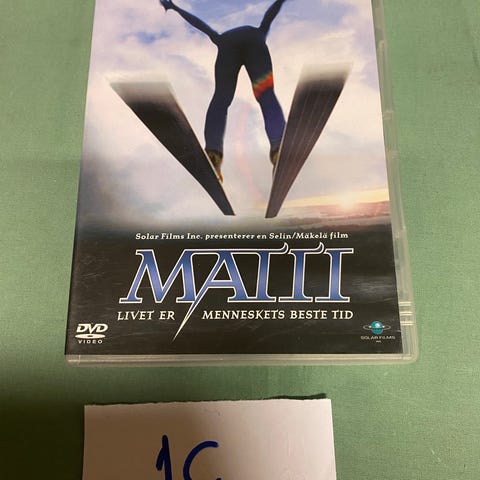 Solar Films Inc. presenterer en Selin/Mäkelä film
MATTI
LIVET ER MENNESKETS BESTE TID
DVD
VIDEO
SOLAR FILMS